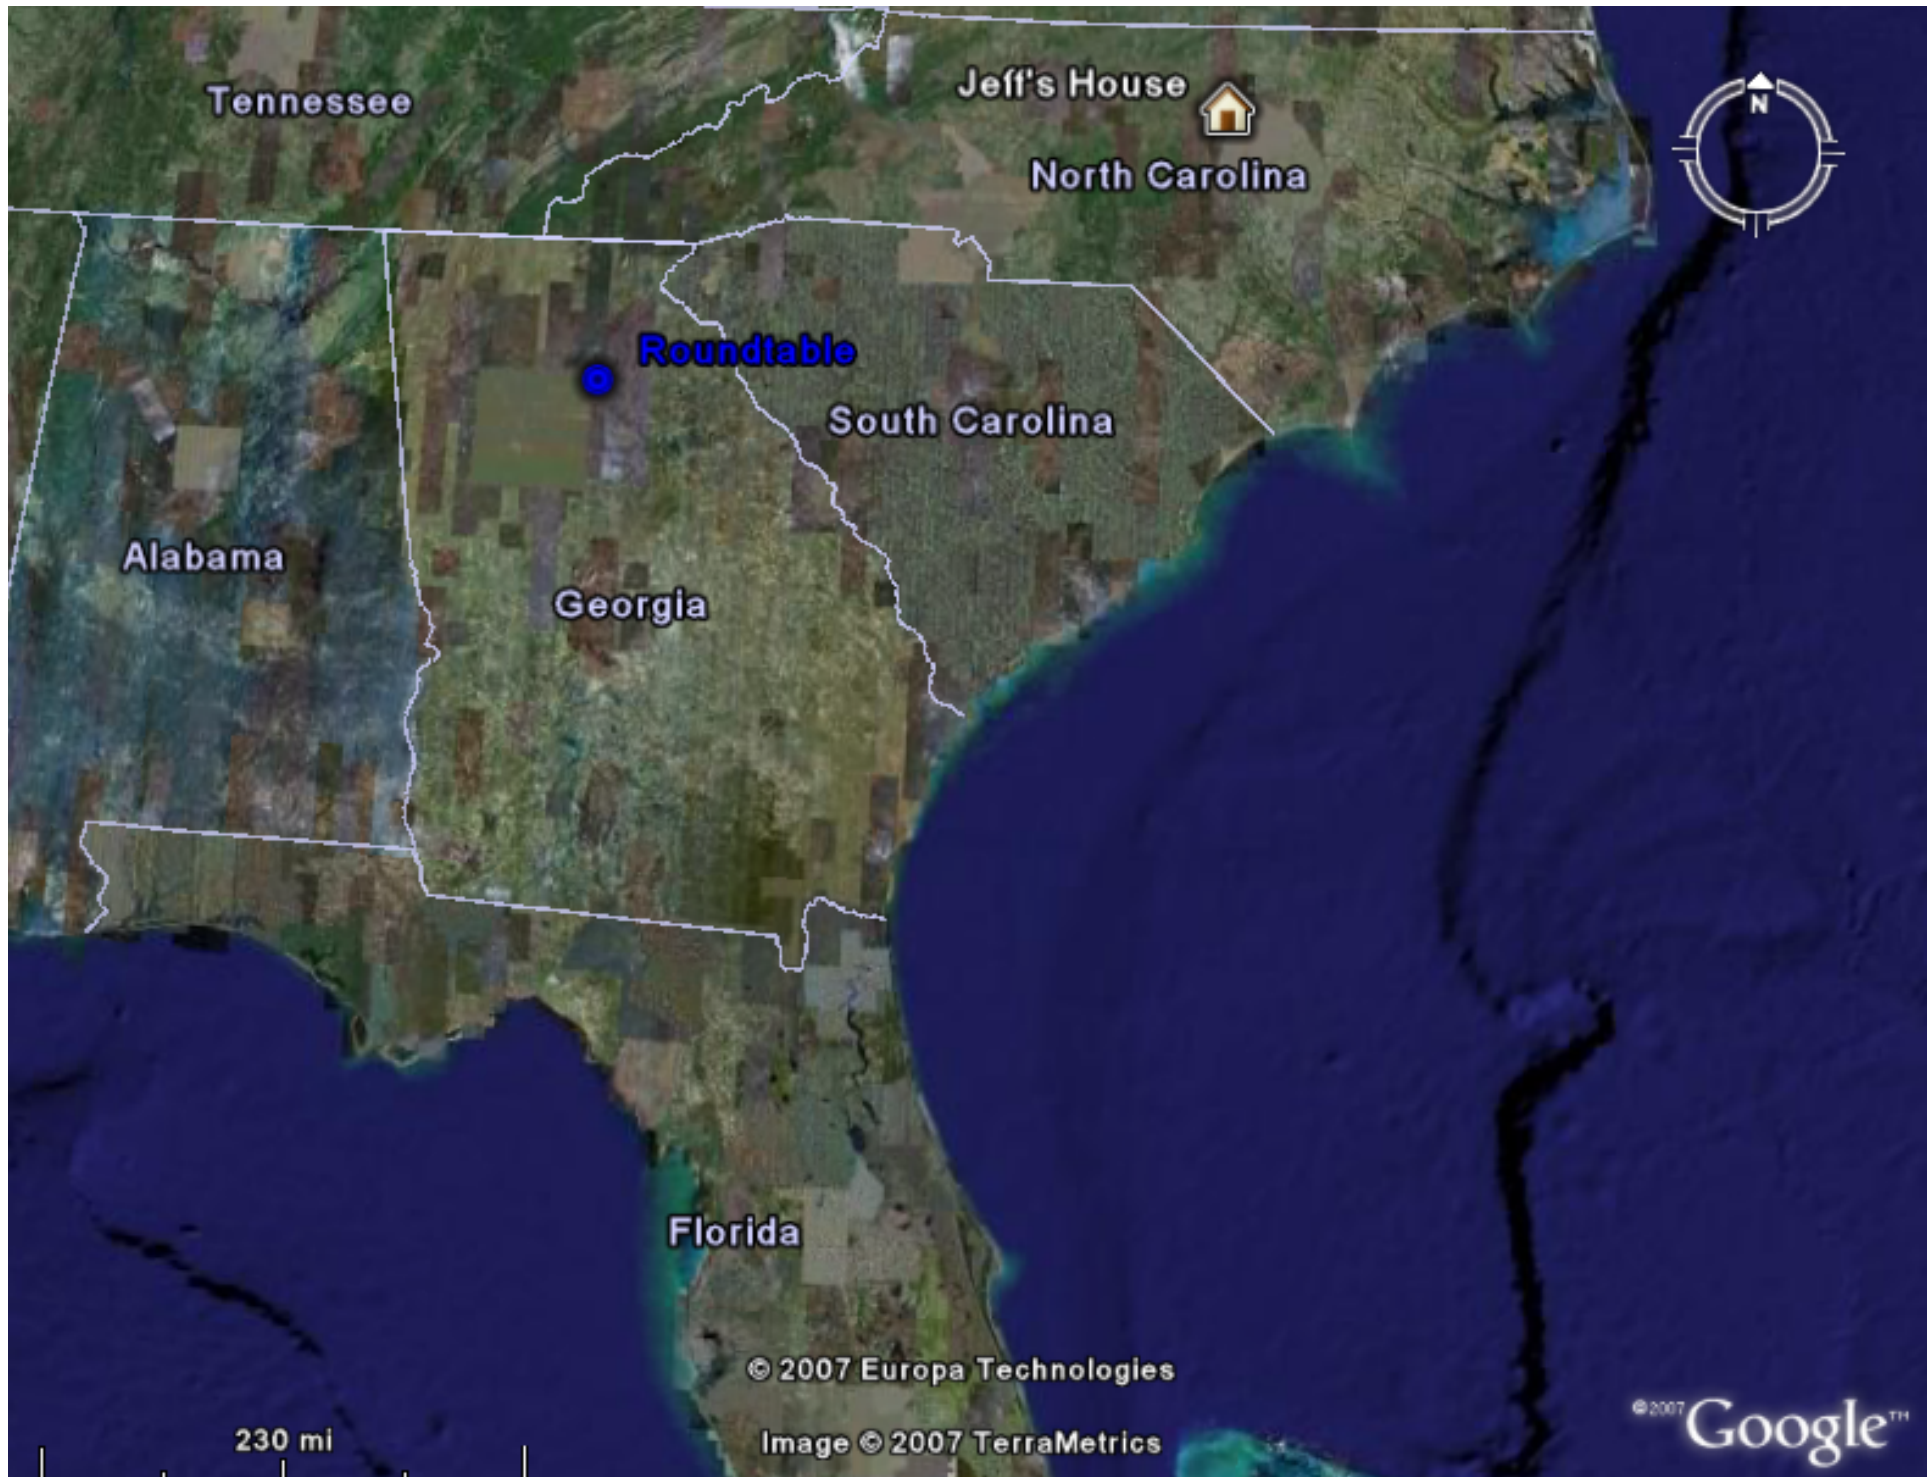 Jeff's House
N
Tennessee
North Carolina
Roundtable
South Carolina
Alabama
Georgia
Florida
© 2007 Europa Technologies
230 mi
Image © 2007 TerraMetrics
©2007 Google™